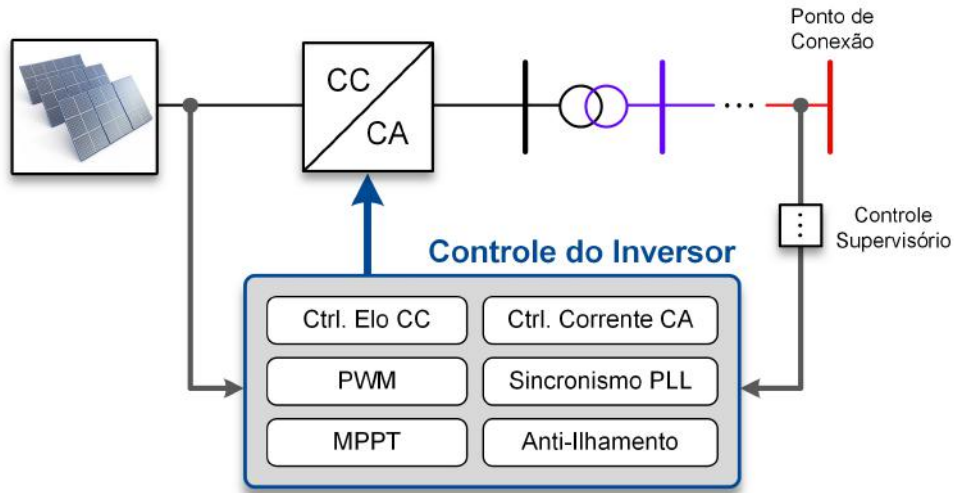 Ponto de
Conexão
CC
CA
...
Controle
Supervisório
Controle do Inversor
Ctrl. Elo CC
Ctrl. Corrente CA
PWM
Sincronismo PLL
MPPT
Anti-Ilhamento